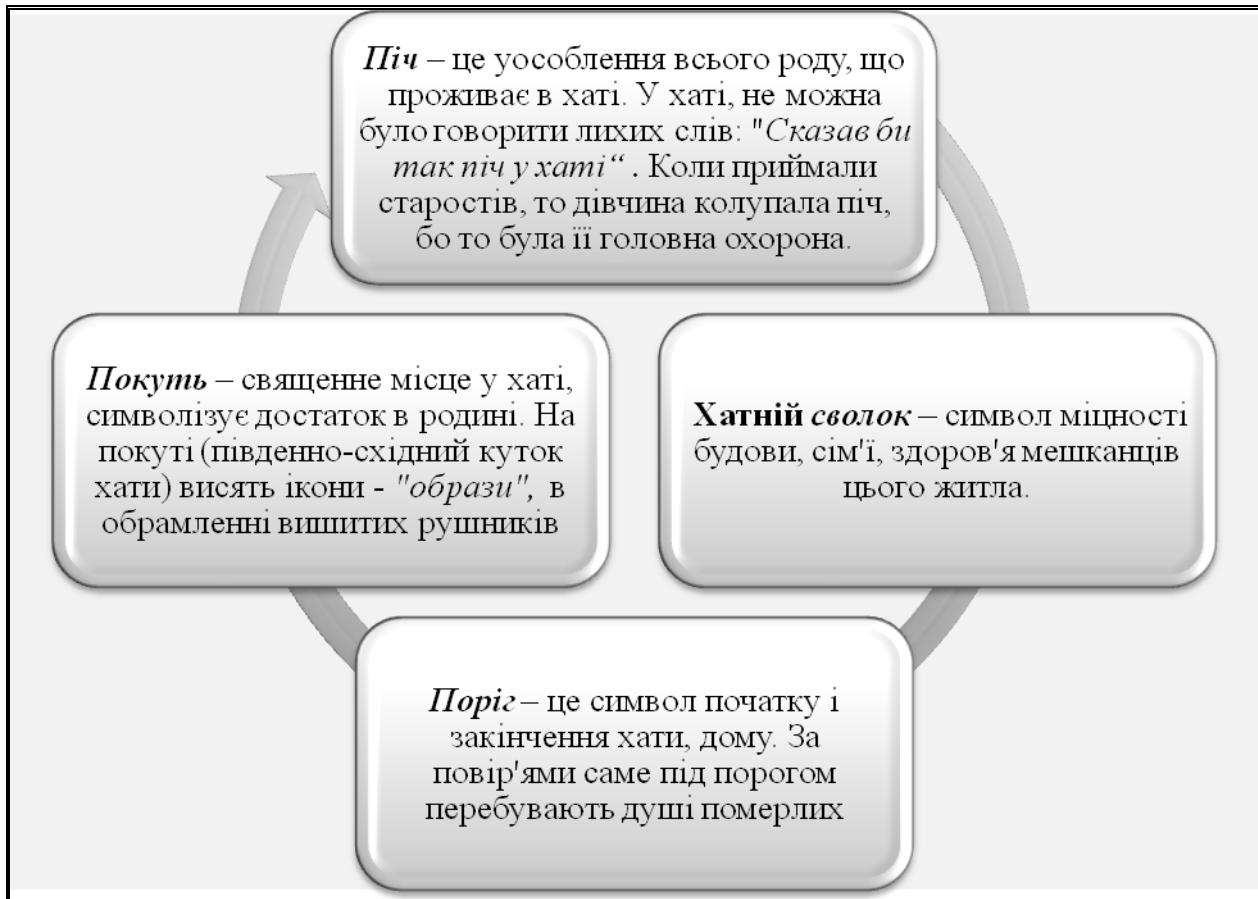 Піч – це уособлення всього роду, що
проживає в хаті. У хаті, не можна
було говорити лихих слів: "Сказав би
так піч у хаті“ . Коли приймали
старостів, то дівчина колупала піч,
бо то була її головна охорона.
Хатній сволок – символ міцності
будови, сім'ї, здоров'я мешканців
цього житла.
Поріг – це символ початку і
закінчення хати, дому. За
повір'ями саме під порогом
перебувають душі померлих
Покуть – священне місце у хаті,
символізує достаток в родині. На
покуті (південно-східний куток
хати) висять ікони - "образи", в
обрамленні вишитих рушників